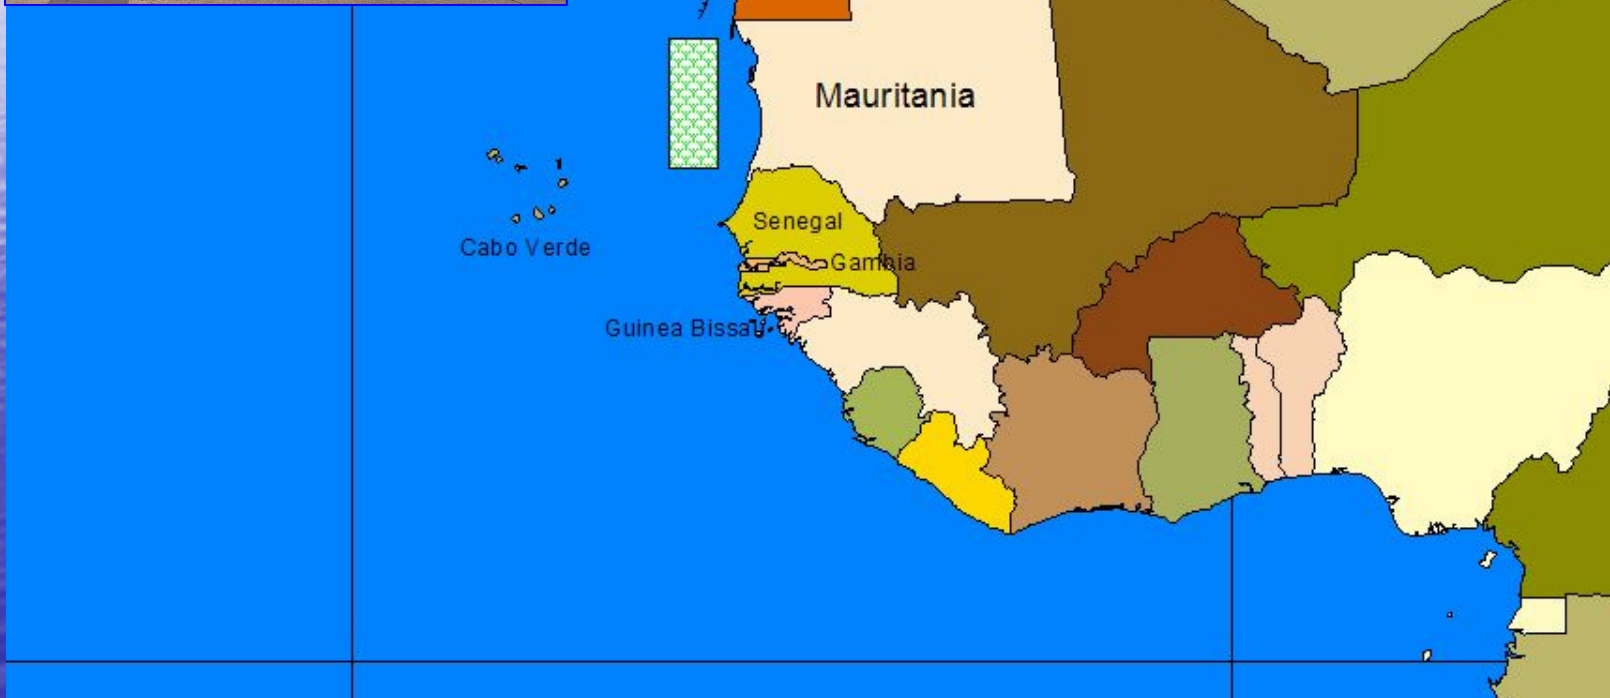 Mauritania
Senegal
Cabo Verde
Gambia
Guinea Bissau